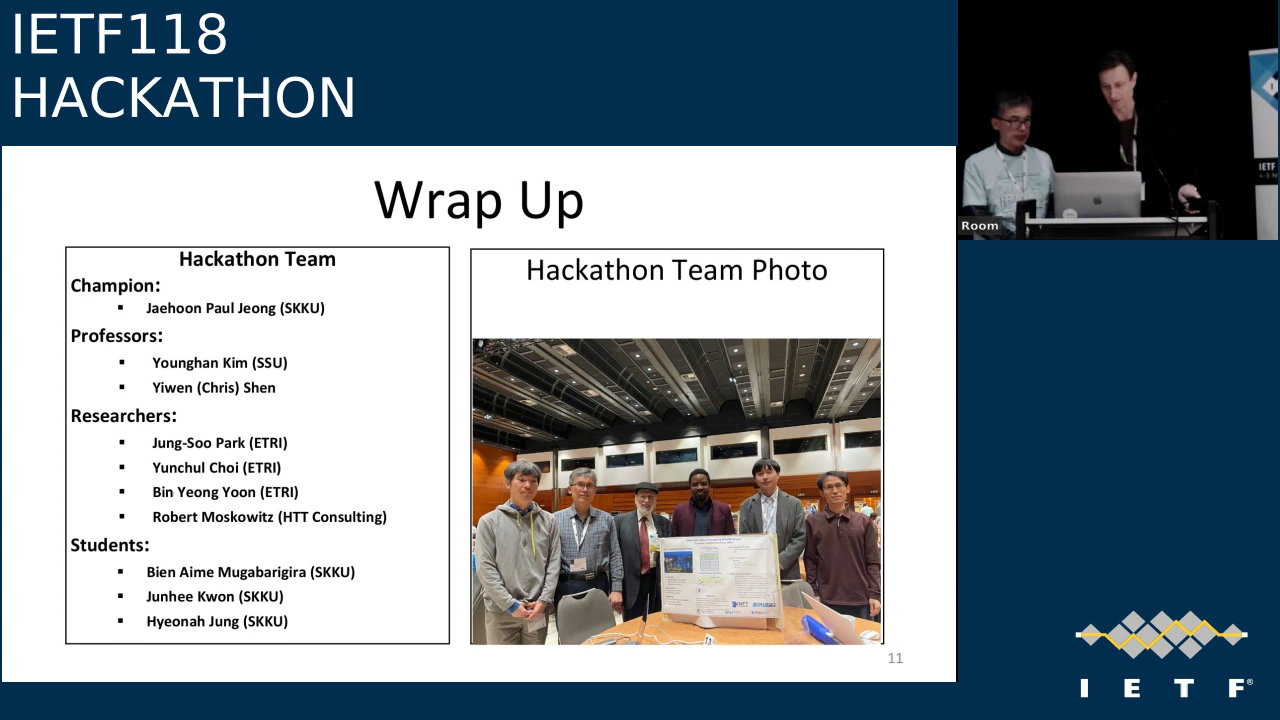 IETF118
HACKATHON
Room
IETF
Wrap Up
Hackathon Team
Champion:
▪ Jaehoon Paul Jeong (SKKU)
Professors:
▪ Younghan Kim (SSU)
▪ Yiwen (Chris) Shen
Researchers:
▪ Jung-Soo Park (ETRI)
▪ Yunchul Choi (ETRI)
▪ Bin Yeong Yoon (ETRI)
▪ Robert Moskowitz (HTT Consulting)
Students:
▪ Bien Aime Mugabarigira (SKKU)
▪ Junhee Kwon (SKKU)
▪ Hyeonah Jung (SKKU)
Hackathon Team Photo
13
11
I E T F®